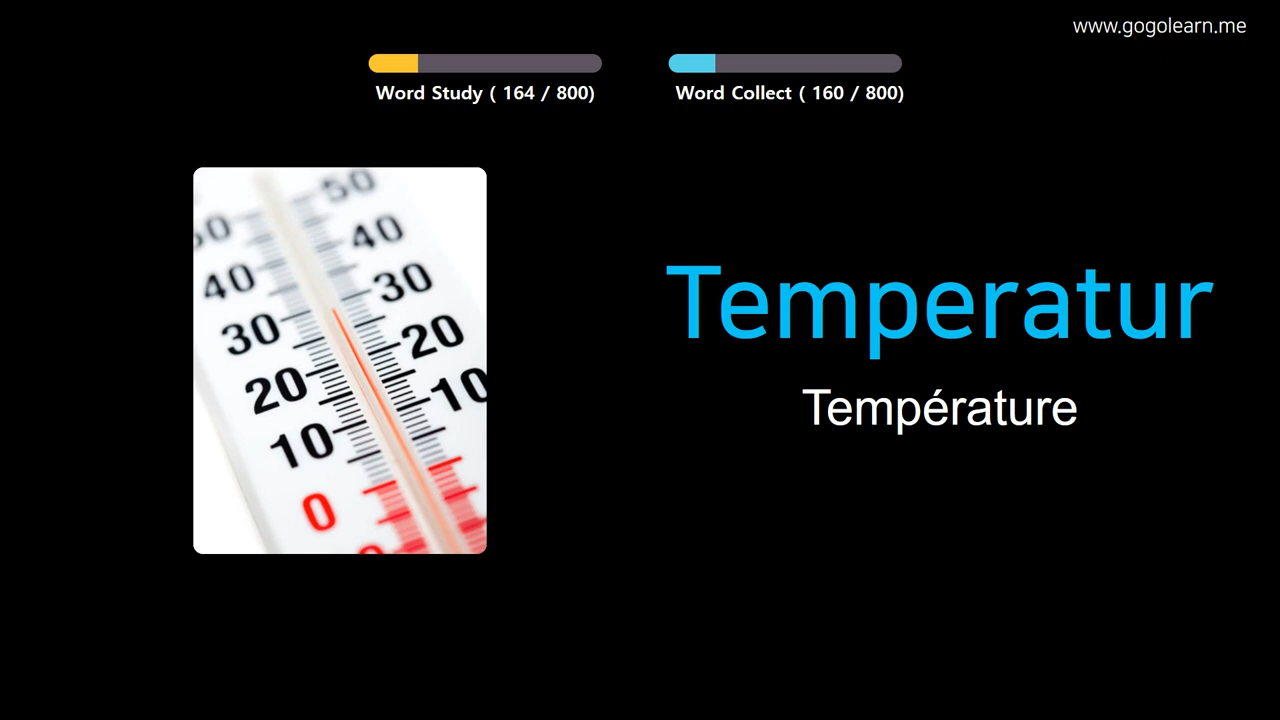 www.gogolearn.me
Word Study ( 164 / 800)
Word Collect ( 160 / 800)
50
50
40
40
30
30
20
20
10
10
0
Temperatur
Température